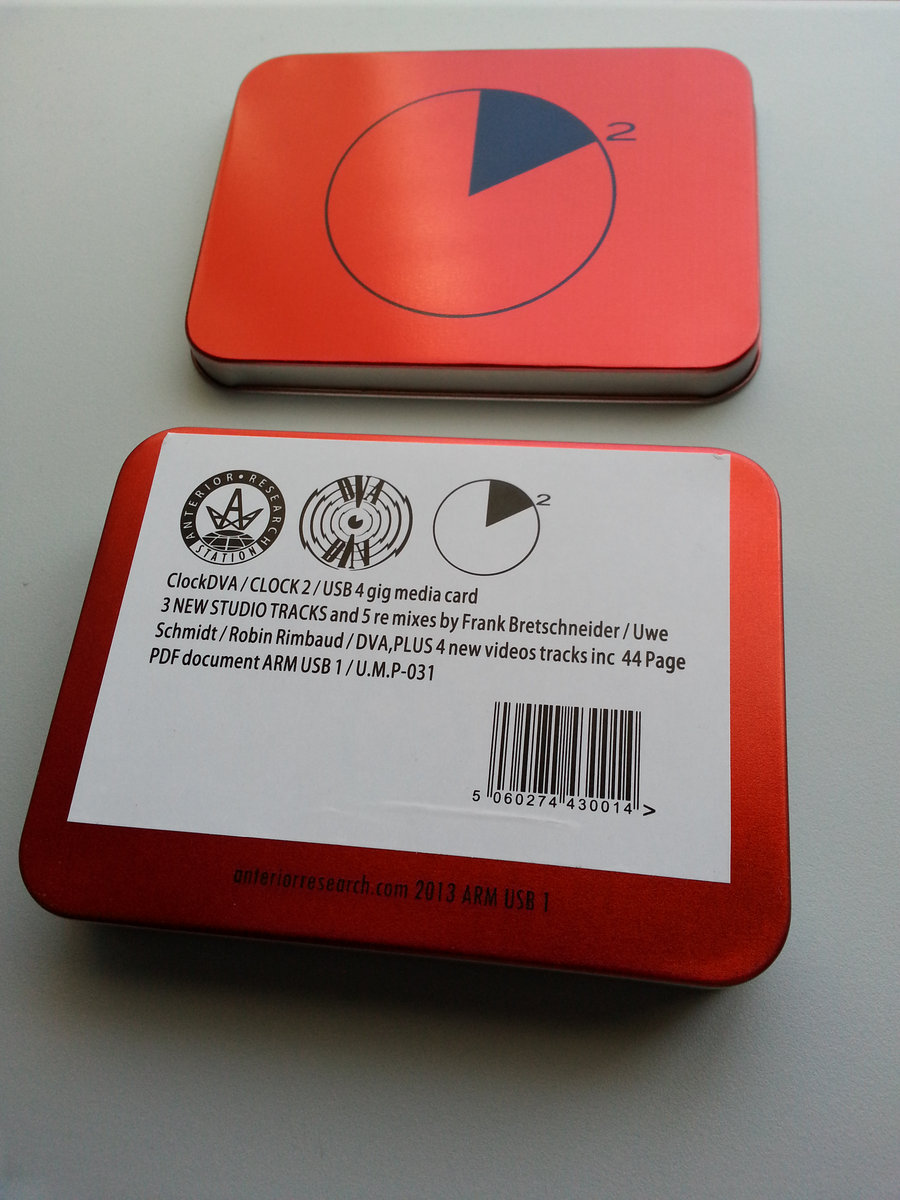 2
ANTERIOR • RESEARCH
STATION
DVA
DVA
2
ClockDVA / CLOCK 2 / USB 4 gig media card
3 NEW STUDIO TRACKS and 5 re mixes by Frank Bretschneider / Uwe
Schmidt / Robin Rimbaud / DVA,PLUS 4 new videos tracks inc 44 Page
PDF document ARM USB 1 / U.M.P-031
5 060274 430014 >
anteriorresearch.com 2013 ARM USB 1